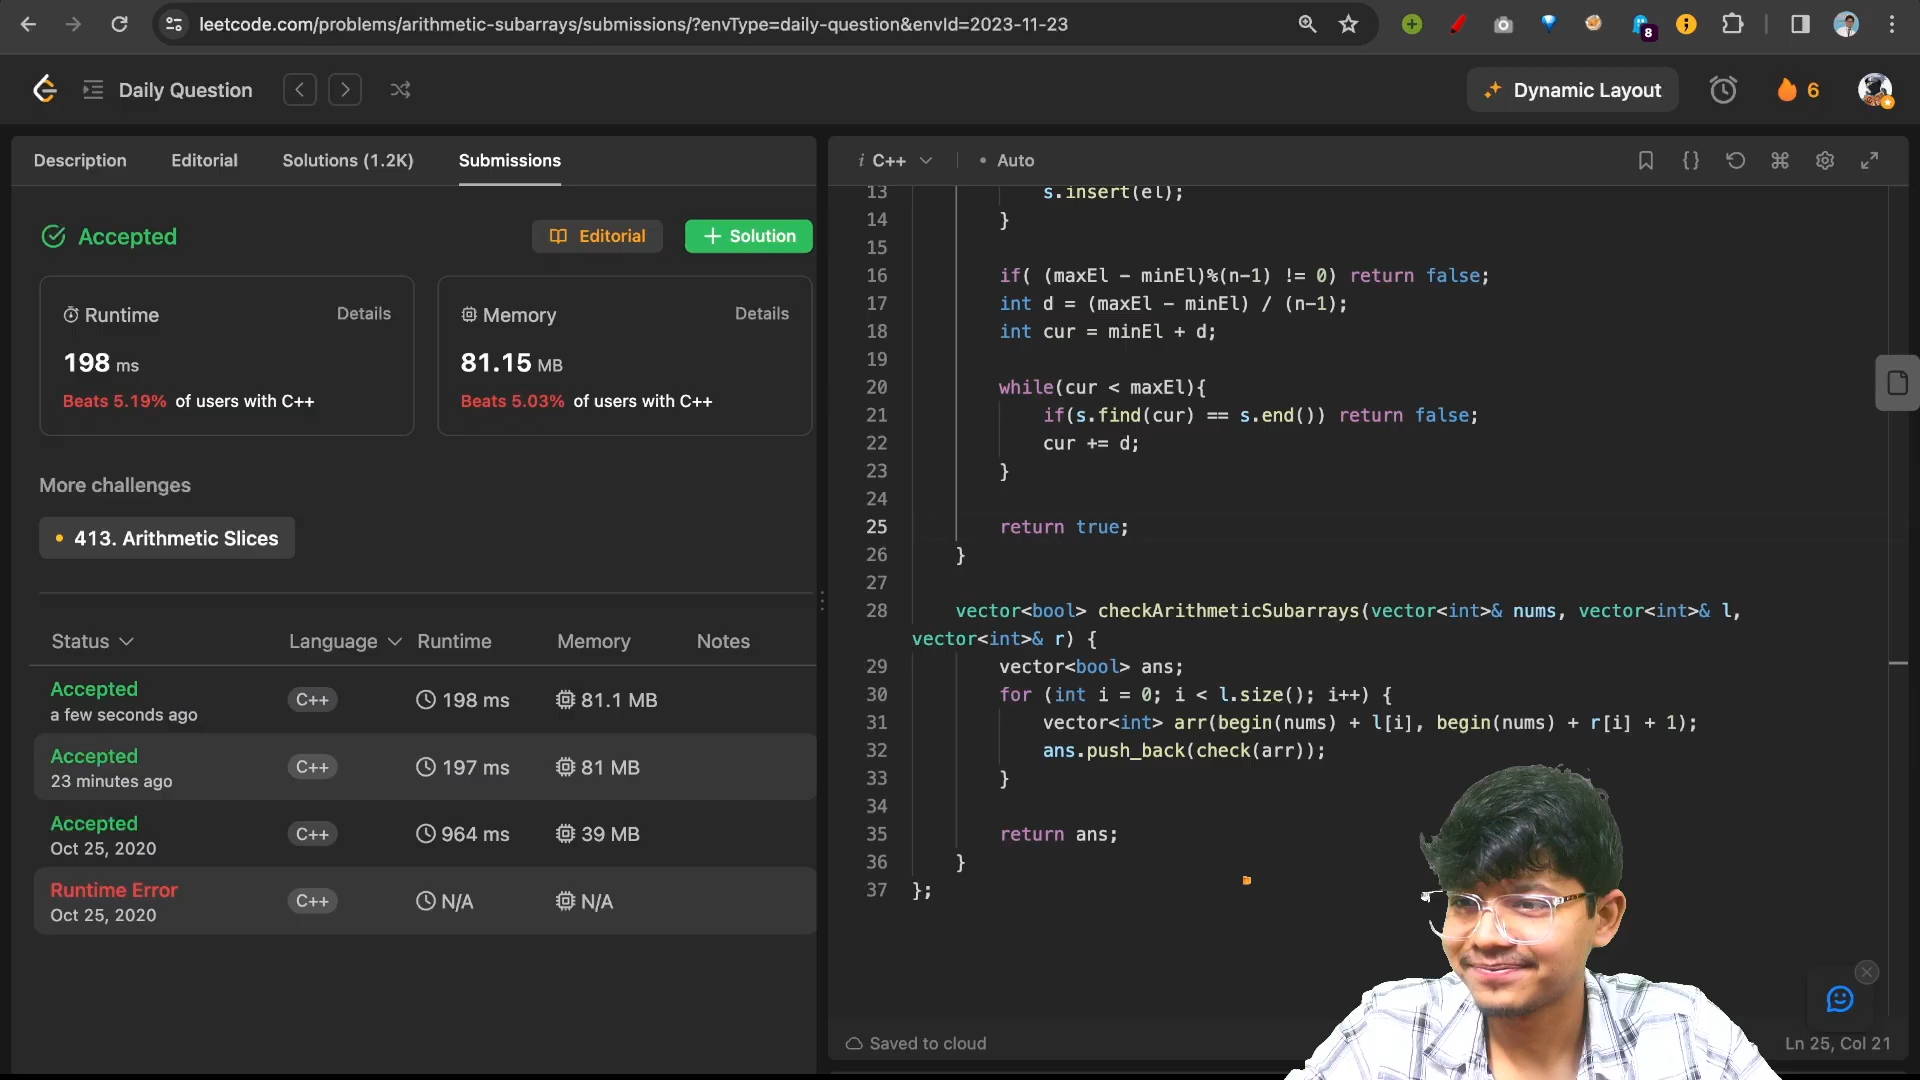 leetcode.com/problems/arithmetic-subarrays/submissions/?envType=daily-question&envId=2023-11-23
8
Daily Question
Dynamic Layout
6
Description
Editorial
Solutions (1.2K)
Submissions
Accepted
Editorial
+ Solution
Runtime
Details
198 ms
Beats 5.19% of users with C++
Memory
Details
81.15 MB
Beats 5.03% of users with C++
More challenges
413. Arithmetic Slices
Status Language Runtime Memory Notes
Accepted
a few seconds ago
C++ 198 ms 81.1 MB
Accepted
23 minutes ago
C++ 197 ms 81 MB
Accepted
Oct 25, 2020
C++ 964 ms 39 MB
Runtime Error
Oct 25, 2020
C++ N/A N/A
i C++ • Auto
13 s.insert(el);
14 }
15
16 if( (maxEl - minEl)%(n-1) != 0) return false;
17 int d = (maxEl - minEl) / (n-1);
18 int cur = minEl + d;
19
20 while(cur < maxEl){
21 if(s.find(cur) == s.end()) return false;
22 cur += d;
23 }
24
25 return true;
26 }
27
28 vector<bool> checkArithmeticSubarrays(vector<int>& nums, vector<int>& l,
vector<int>& r) {
29 vector<bool> ans;
30 for (int i = 0; i < l.size(); i++) {
31 vector<int> arr(begin(nums) + l[i], begin(nums) + r[i] + 1);
32 ans.push_back(check(arr));
33 }
34
35 return ans;
36 }
37 };
Saved to cloud
Ln 25, Col 21